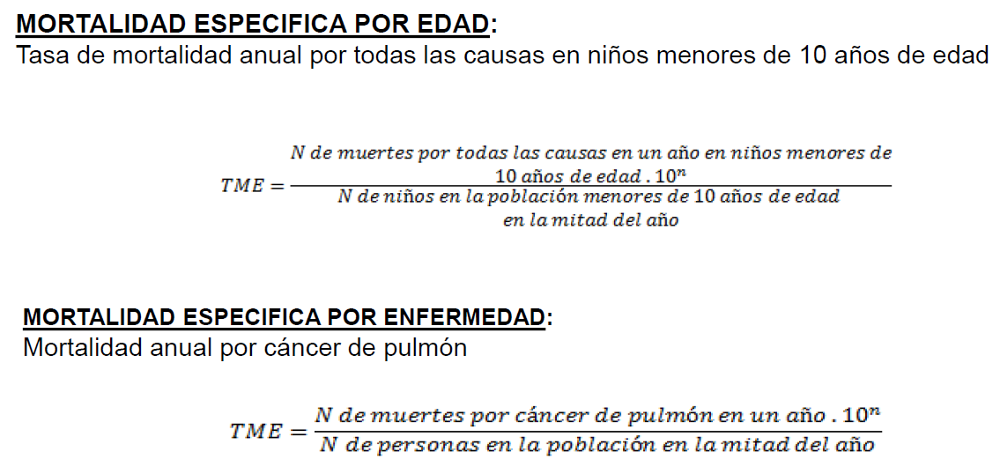 MORTALIDAD ESPECIFICA POR EDAD:
Tasa de mortalidad anual por todas las causas en niños menores de 10 años de edad
N de muertes por todas las causas en un año en niños menores de
10 años de edad . 10ⁿ
TME =
N de niños en la población menores de 10 años de edad
en la mitad del año
MORTALIDAD ESPECIFICA POR ENFERMEDAD:
Mortalidad anual por cáncer de pulmón
N de muertes por cáncer de pulmón en un año . 10ⁿ
TME =
N de personas en la población en la mitad del año